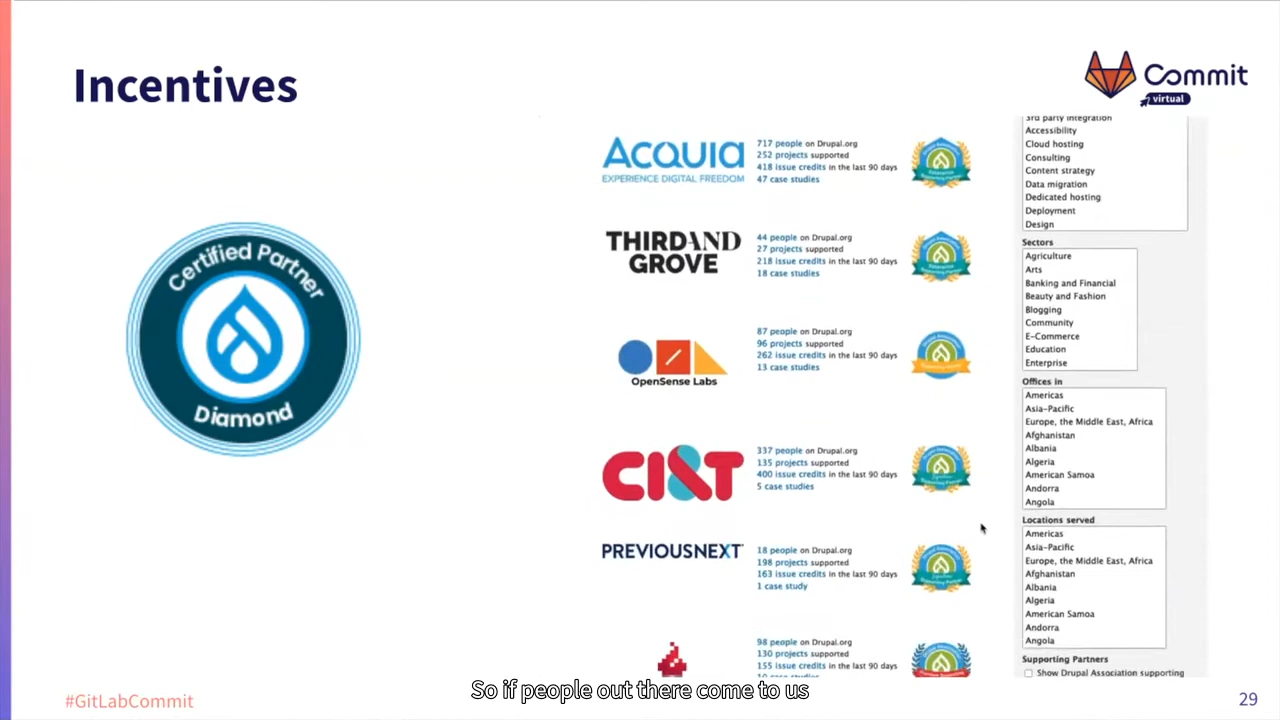 Incentives
Commit
virtual
Certified Partner
Diamond
ACQUIA
EXPERIENCE DIGITAL FREEDOM
717 people on Drupal.org
252 projects supported
418 issue credits in the last 90 days
47 case studies
THIRD AND
GROVE
44 people on Drupal.org
27 projects supported
218 issue credits in the last 90 days
18 case studies
OpenSense Labs
87 people on Drupal.org
96 projects supported
262 issue credits in the last 90 days
13 case studies
CI&T
337 people on Drupal.org
135 projects supported
400 issue credits in the last 90 days
5 case studies
PREVIOUSNEXT
18 people on Drupal.org
198 projects supported
163 issue credits in the last 90 days
1 case study
98 people on Drupal.org
130 projects supported
155 issue credits in the last 90 days
3rd party integration
Accessibility
Cloud hosting
Consulting
Content strategy
Data migration
Dedicated hosting
Deployment
Design
Sectors
Agriculture
Arts
Banking and Financial
Beauty and Fashion
Blogging
Community
E-Commerce
Education
Enterprise
Offices in
Americas
Asia-Pacific
Europe, the Middle East, Africa
Afghanistan
Albania
Algeria
American Samoa
Andorra
Angola
Locations served
Americas
Asia-Pacific
Europe, the Middle East, Africa
Afghanistan
Albania
Algeria
American Samoa
Andorra
Angola
Supporting Partners
Show Drupal Association supporting
So if people out there come to us
#GitLabCommit
29